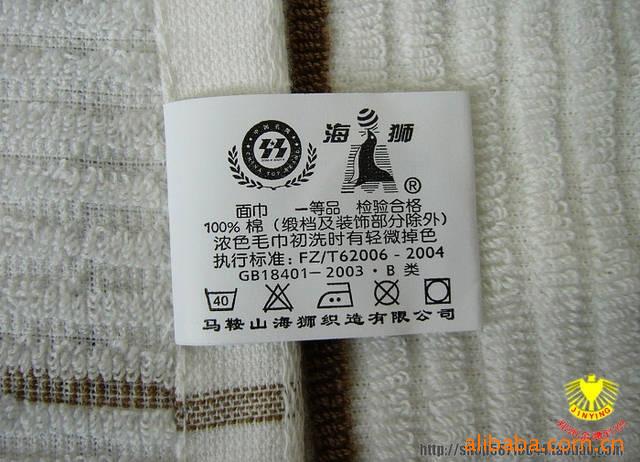 海狮®
面巾 一等品 检验合格
100% 棉（缎档及装饰部分除外）
浓色毛巾初洗时有轻微掉色
执行标准：FZ/T62006 - 2004
GB18401-2003·B 类
40
马鞍山海狮织造有限公司
JINYING
alibaba.com.cn